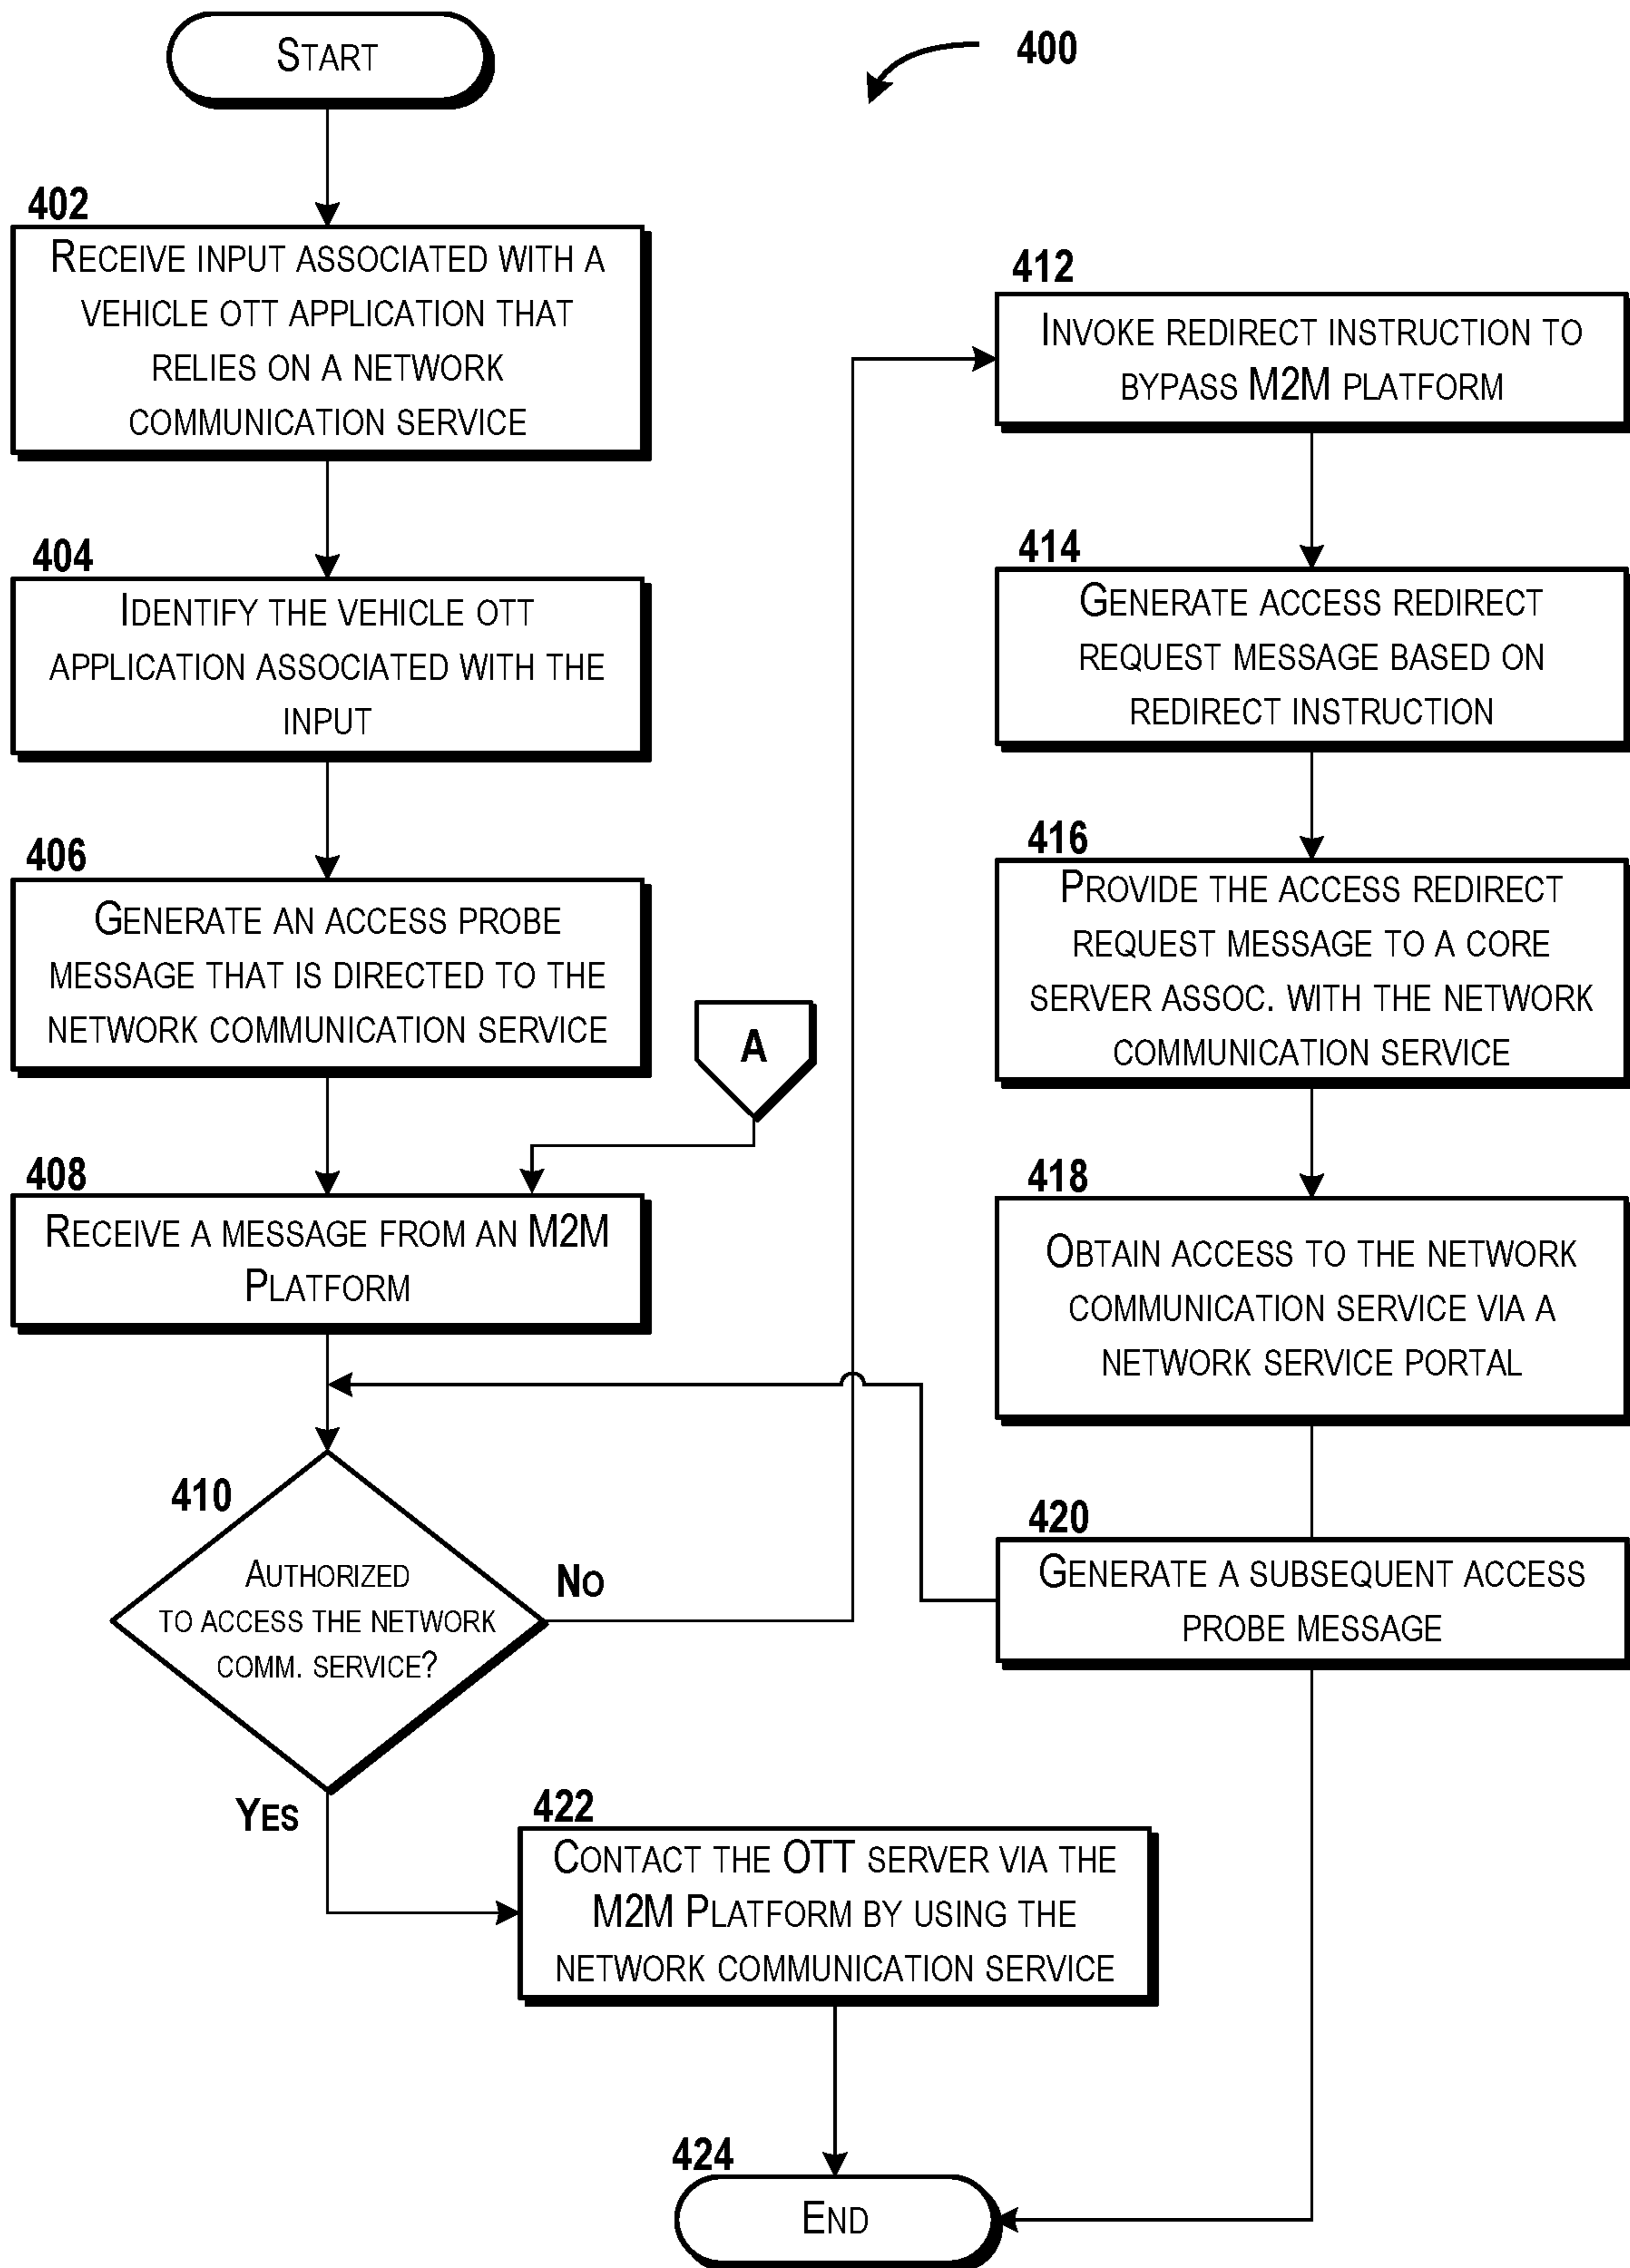 START
400
402
RECEIVE INPUT ASSOCIATED WITH A
VEHICLE OTT APPLICATION THAT
RELIES ON A NETWORK
COMMUNICATION SERVICE
404
IDENTIFY THE VEHICLE OTT
APPLICATION ASSOCIATED WITH THE
INPUT
406
GENERATE AN ACCESS PROBE
MESSAGE THAT IS DIRECTED TO THE
NETWORK COMMUNICATION SERVICE
A
408
RECEIVE A MESSAGE FROM AN M2M
PLATFORM
410
AUTHORIZED
TO ACCESS THE NETWORK
COMM. SERVICE?
NO
YES
412
INVOKE REDIRECT INSTRUCTION TO
BYPASS M2M PLATFORM
414
GENERATE ACCESS REDIRECT
REQUEST MESSAGE BASED ON
REDIRECT INSTRUCTION
416
PROVIDE THE ACCESS REDIRECT
REQUEST MESSAGE TO A CORE
SERVER ASSOC. WITH THE NETWORK
COMMUNICATION SERVICE
418
OBTAIN ACCESS TO THE NETWORK
COMMUNICATION SERVICE VIA A
NETWORK SERVICE PORTAL
420
GENERATE A SUBSEQUENT ACCESS
PROBE MESSAGE
422
CONTACT THE OTT SERVER VIA THE
M2M PLATFORM BY USING THE
NETWORK COMMUNICATION SERVICE
424
END